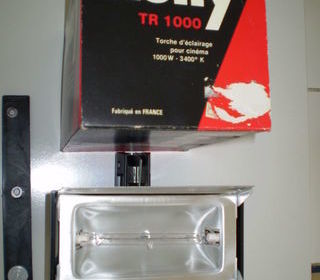 TR 1000
Torche d'éclairage
pour cinéma
1000 W - 3400° K
Fabriqué en FRANCE